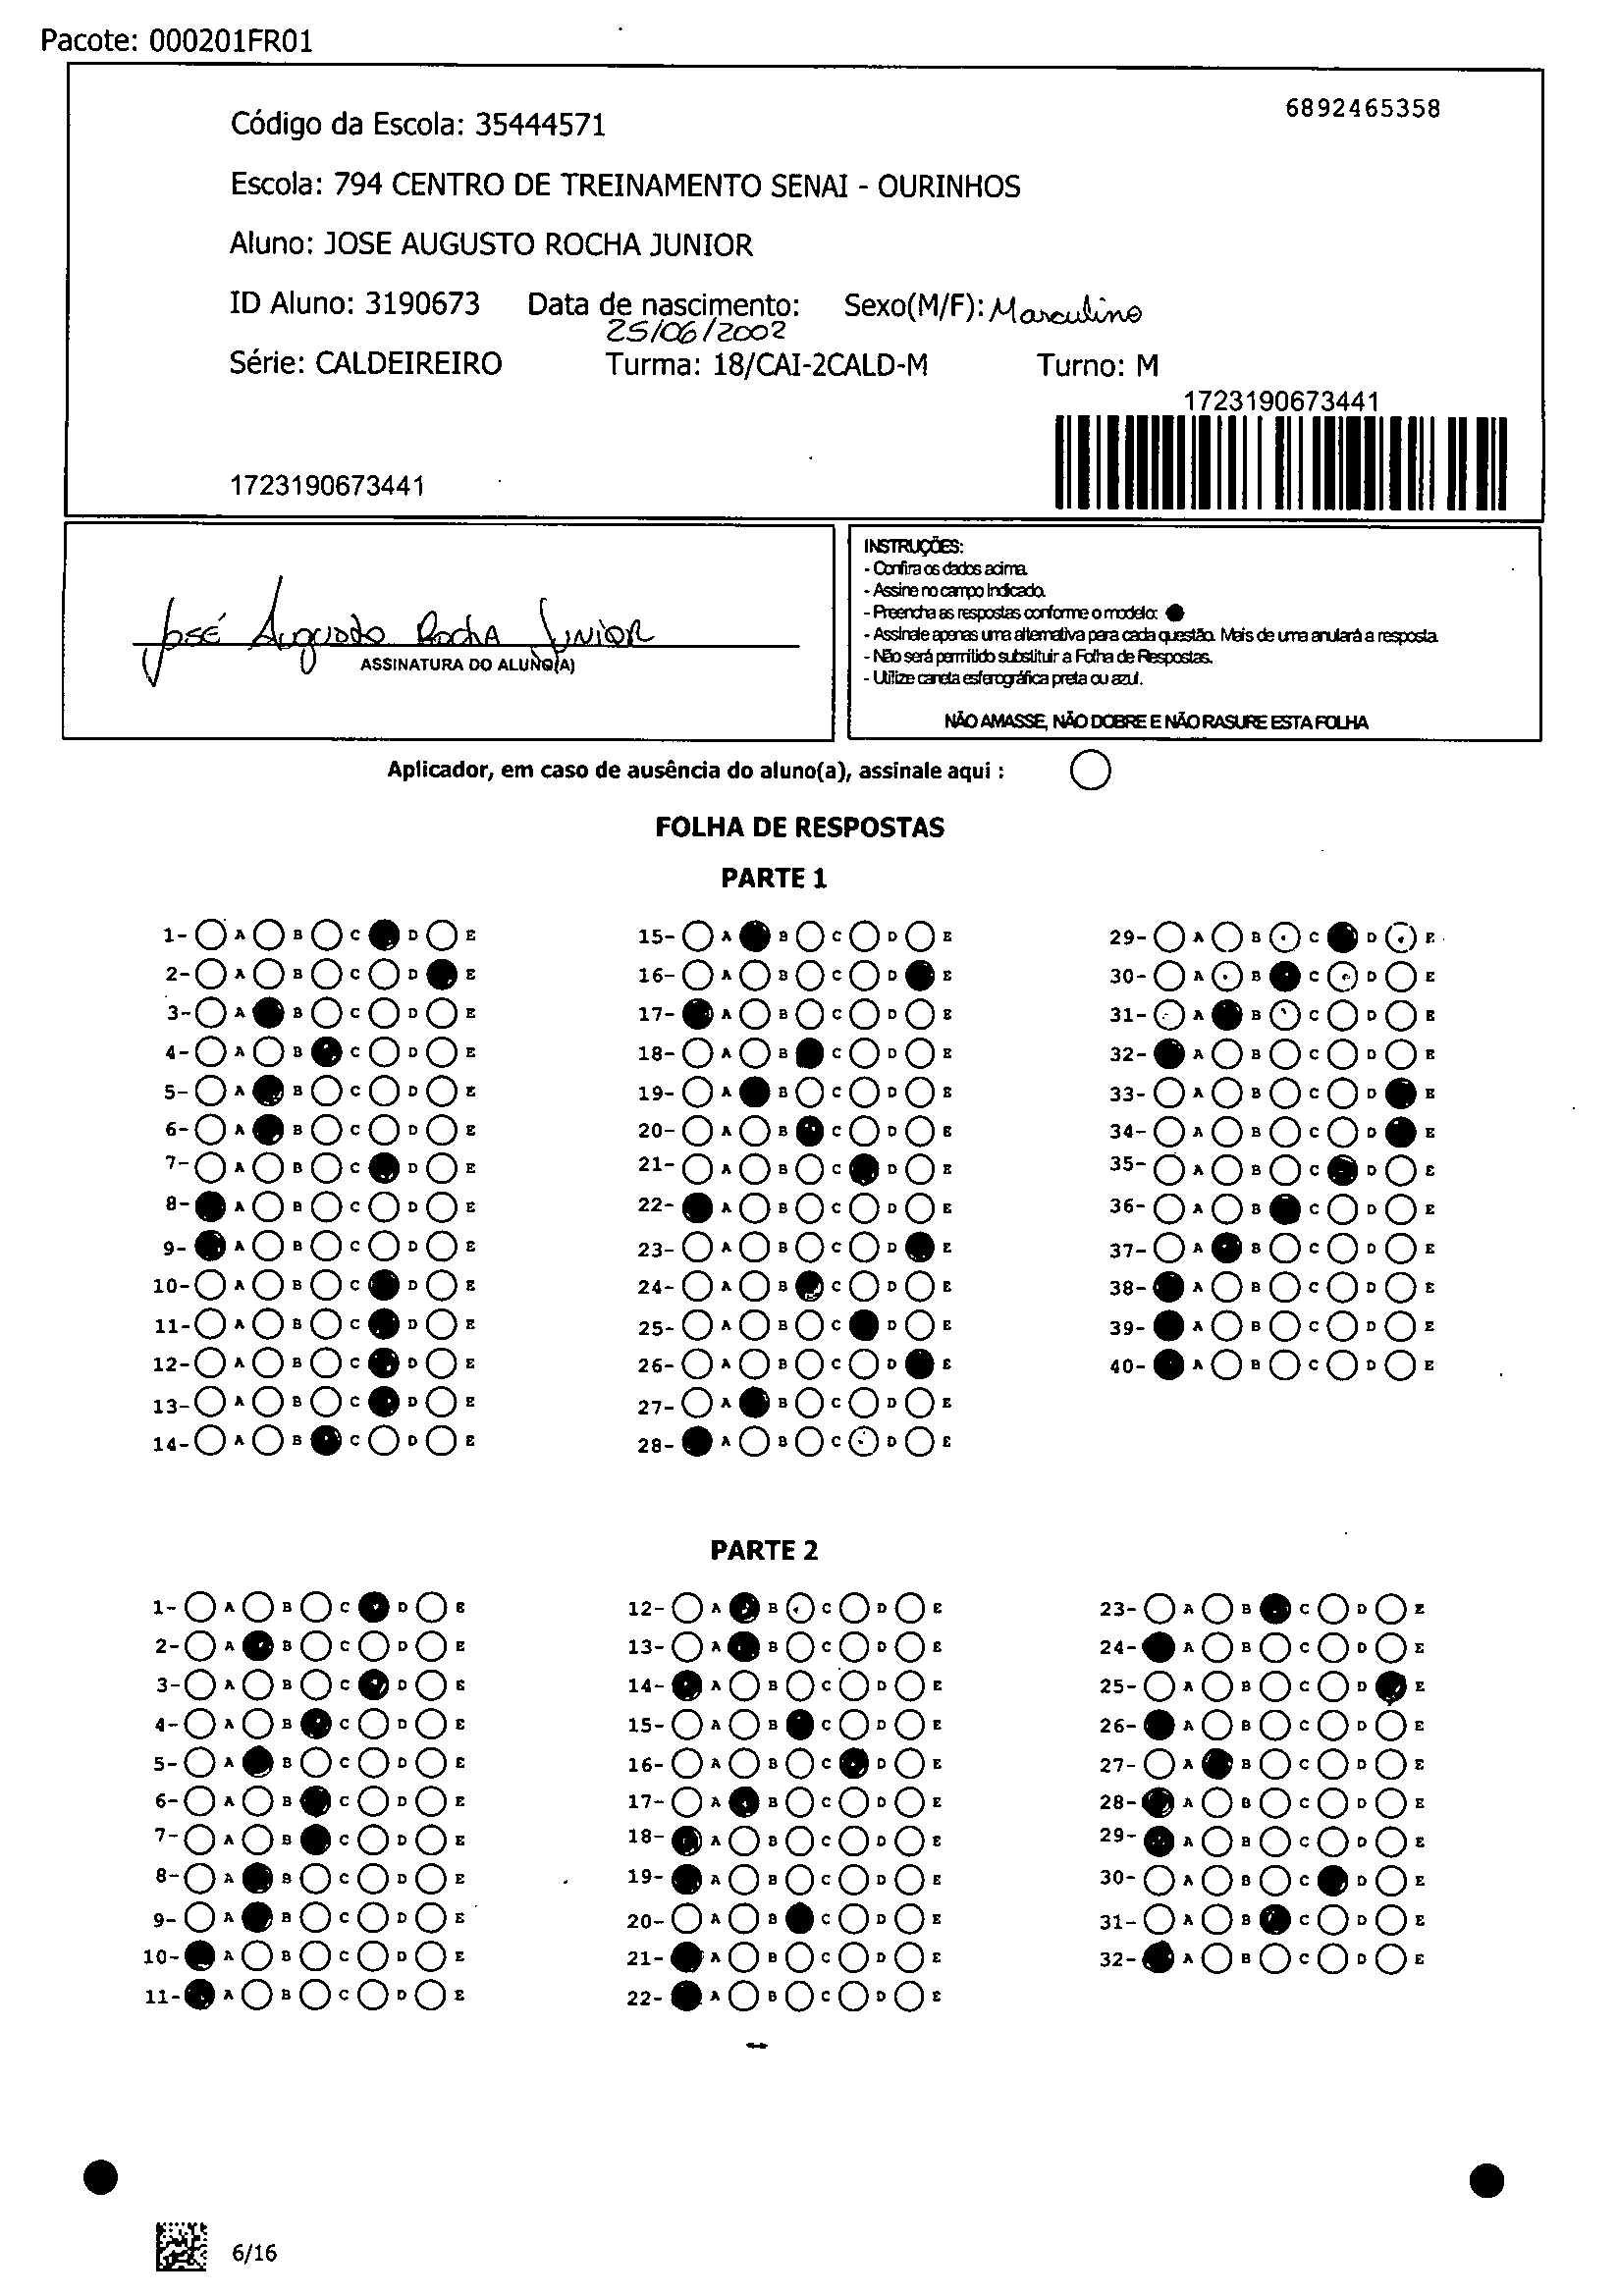 Pacote: 000201FR01
6892465358
Código da Escola: 35444571
Escola: 794 CENTRO DE TREINAMENTO SENAI - OURINHOS
Aluno: JOSE AUGUSTO ROCHA JUNIOR
ID Aluno: 3190673 Data de nascimento: Sexo(M/F): Masculino
25/06/2002
Série: CALDEIREIRO Turma: 18/CAI-2CALD-M Turno: M
1723190673441
1723190673441
José Augusto Rocha Junior
ASSINATURA DO ALUNO(A)
INSTRUÇÕES:
- Confira os dados acima.
- Assine no campo indicado.
- Preencha as respostas conforme o modelo:
- Assinale apenas uma alternativa para cada questão. Mais de uma anulará a resposta.
- Não será permitido substituir a Folha de Respostas.
- Utilize caneta esferográfica preta ou azul.
NÃO AMASSE, NÃO DOBRE E NÃO RASURE ESTA FOLHA
Aplicador, em caso de ausência do aluno(a), assinale aqui :
FOLHA DE RESPOSTAS
PARTE 1
1- A B C D E 15- A B C D E 29- A B C D E
2- A B C D E 16- A B C D E 30- A B C D E
3- A B C D E 17- A B C D E 31- A B C D E
4- A B C D E 18- A B C D E 32- A B C D E
5- A B C D E 19- A B C D E 33- A B C D E
6- A B C D E 20- A B C D E 34- A B C D E
7- A B C D E 21- A B C D E 35- A B C D E
8- A B C D E 22- A B C D E 36- A B C D E
9- A B C D E 23- A B C D E 37- A B C D E
10- A B C D E 24- A B C D E 38- A B C D E
11- A B C D E 25- A B C D E 39- A B C D E
12- A B C D E 26- A B C D E 40- A B C D E
13- A B C D E 27- A B C D E
14- A B C D E 28- A B C D E
PARTE 2
1- A B C D E 12- A B C D E 23- A B C D E
2- A B C D E 13- A B C D E 24- A B C D E
3- A B C D E 14- A B C D E 25- A B C D E
4- A B C D E 15- A B C D E 26- A B C D E
5- A B C D E 16- A B C D E 27- A B C D E
6- A B C D E 17- A B C D E 28- A B C D E
7- A B C D E 18- A B C D E 29- A B C D E
8- A B C D E 19- A B C D E 30- A B C D E
9- A B C D E 20- A B C D E 31- A B C D E
10- A B C D E 21- A B C D E 32- A B C D E
11- A B C D E 22- A B C D E
6/16